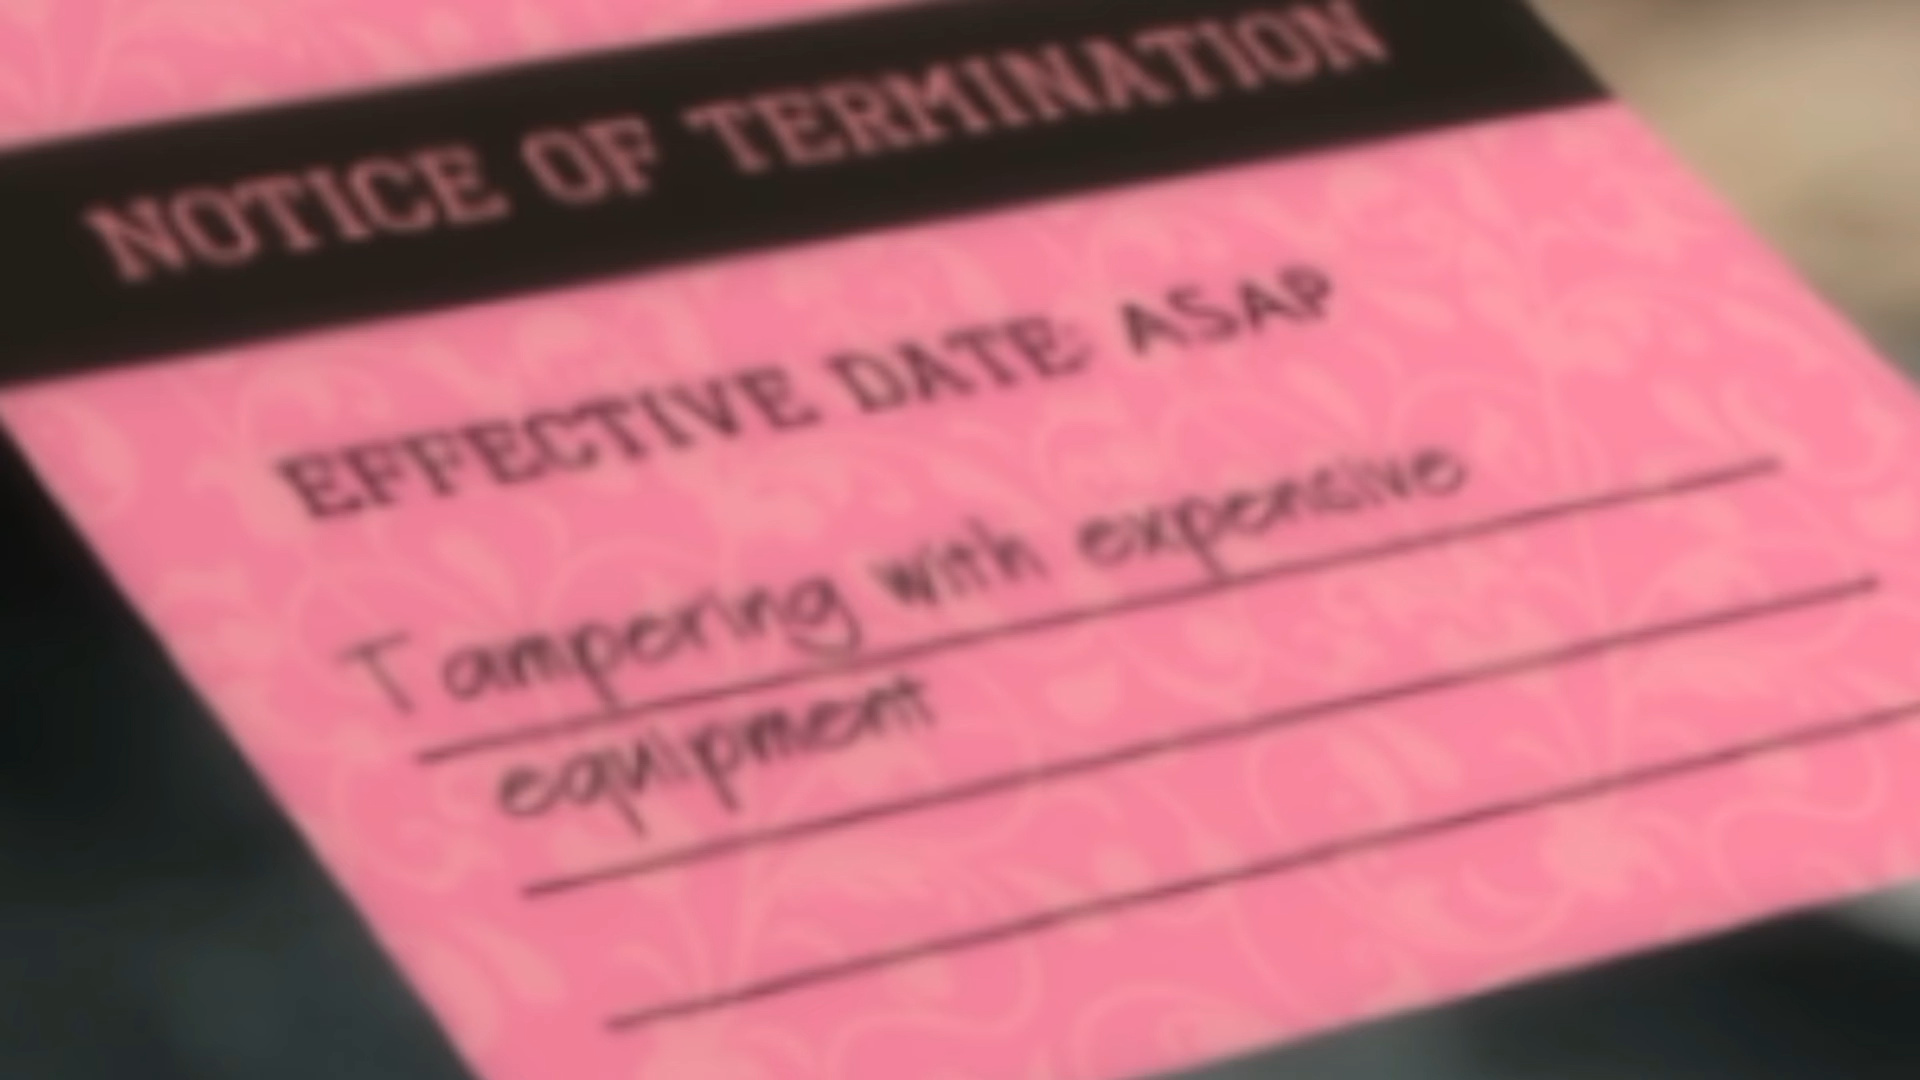 NOTICE OF TERMINATION
EFFECTIVE DATE: ASAP
Tampering with expensive
equipment